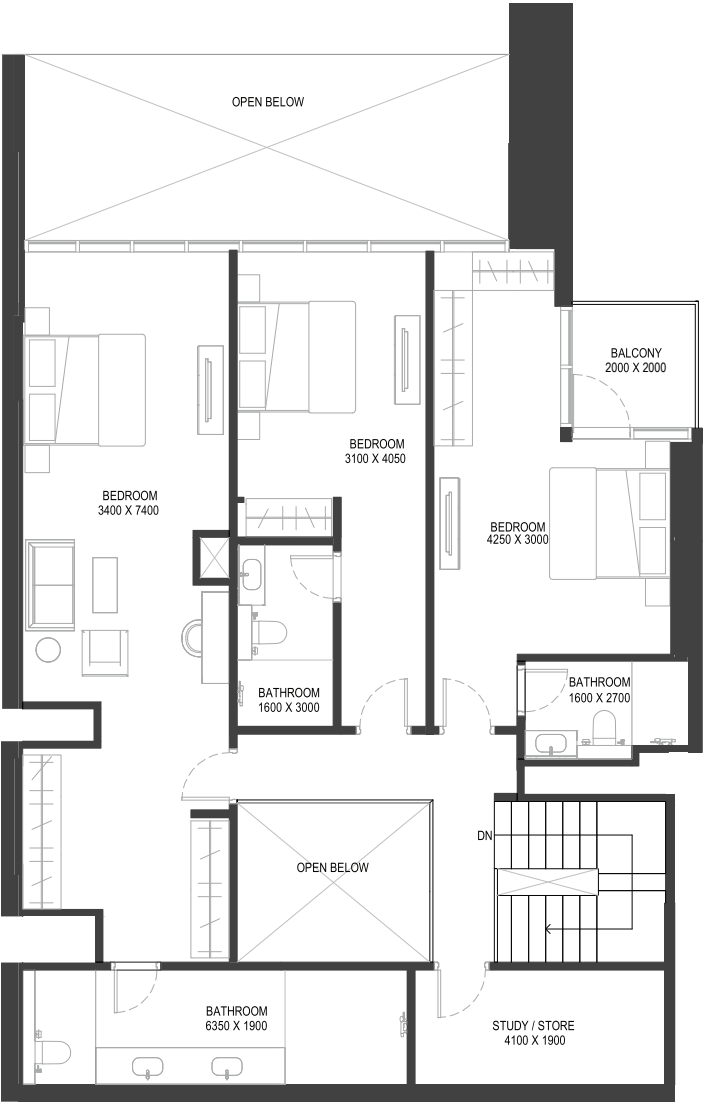 OPEN BELOW
BALCONY
2000 X 2000
BEDROOM
3100 X 4050
BEDROOM
3400 X 7400
BEDROOM
4250 X 3000
BATHROOM
1600 X 3000
BATHROOM
1600 X 2700
DN
OPEN BELOW
BATHROOM
6350 X 1900
STUDY / STORE
4100 X 1900